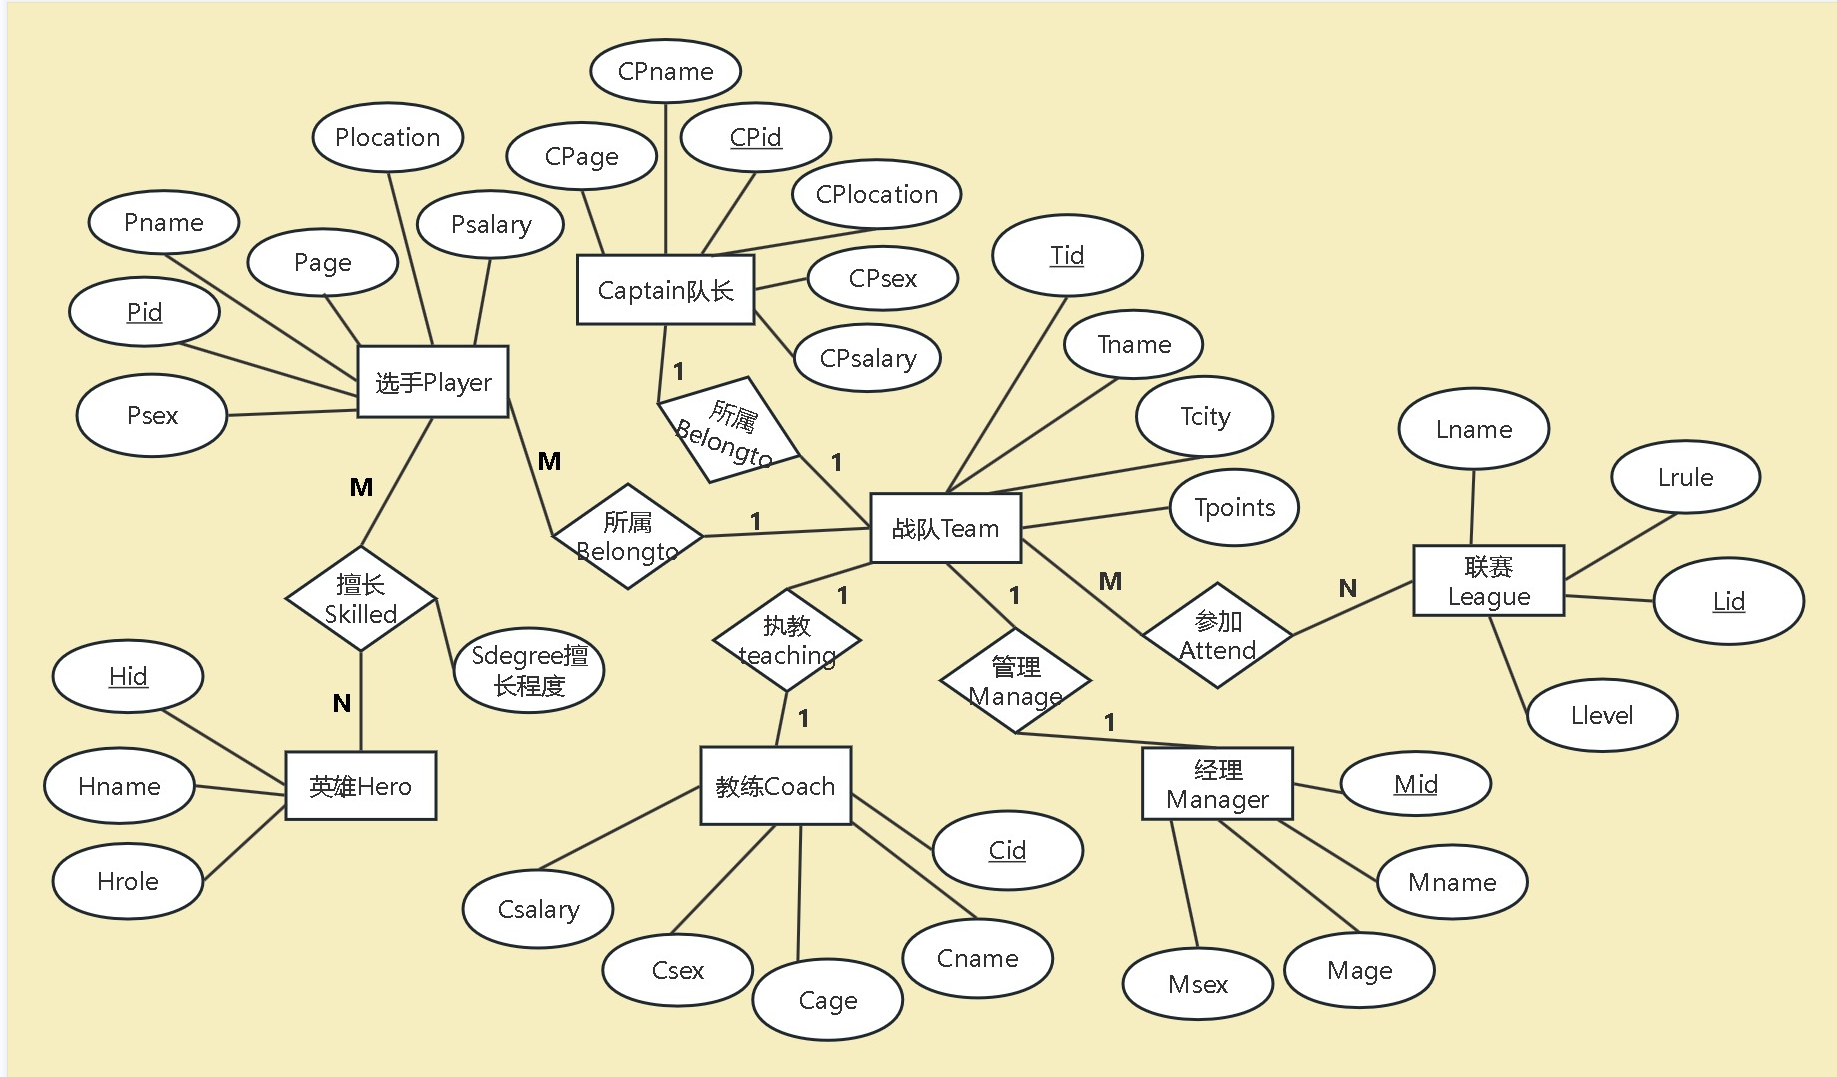 CPname
Plocation
CPage
CPid
CPlocation
Pname
Page
Psalary
Tid
Captain队长
CPsex
Pid
CPsalary
Tname
选手Player
1
Psex
所属
Belongto
Tcity
Lname
M
1
Lrule
M
1
Tpoints
所属
Belongto
战队Team
联赛
League
Lid
擅长
Skilled
1
1
M
N
执教
teaching
参加
Attend
管理
Manage
Sdegree擅
长程度
Hid
N
1
1
Llevel
Hname
英雄Hero
教练Coach
经理
Manager
Mid
Hrole
Cid
Mname
Csalary
Csex
Cage
Cname
Msex
Mage